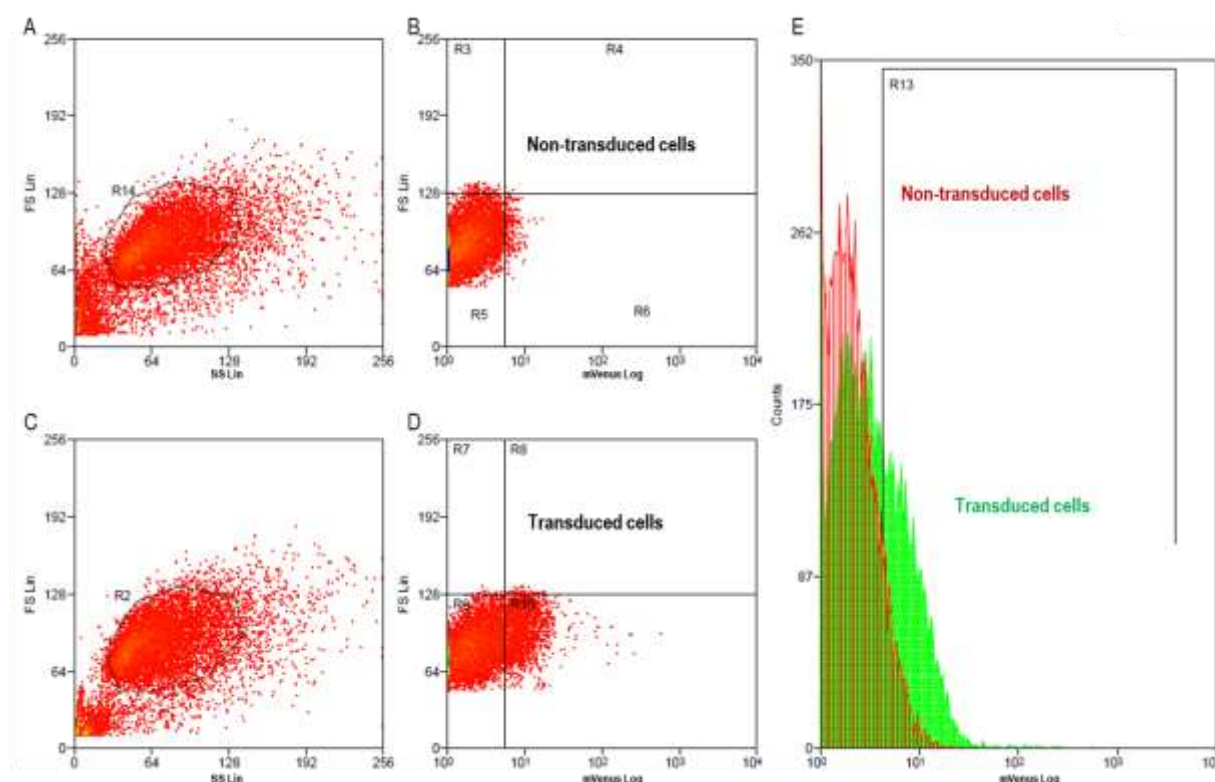 A
256
192
128
64
0
FS Lin
R14
0 64 128 192 256
SS Lin
B
256
192
128
64
0
FS Lin
R3
R4
Non-transduced cells
R5
R6
10⁰ 10¹ 10² 10³ 10⁴
mVenus Log
C
256
192
128
64
0
FS Lin
R2
0 64 128 192 256
SS Lin
D
256
192
128
64
0
FS Lin
R7
R8
Transduced cells
R9
R10
10⁰ 10¹ 10² 10³ 10⁴
mVenus Log
E
350
262
175
87
0
Counts
R13
Non-transduced cells
Transduced cells
10⁰ 10¹ 10² 10³
mVenus Log